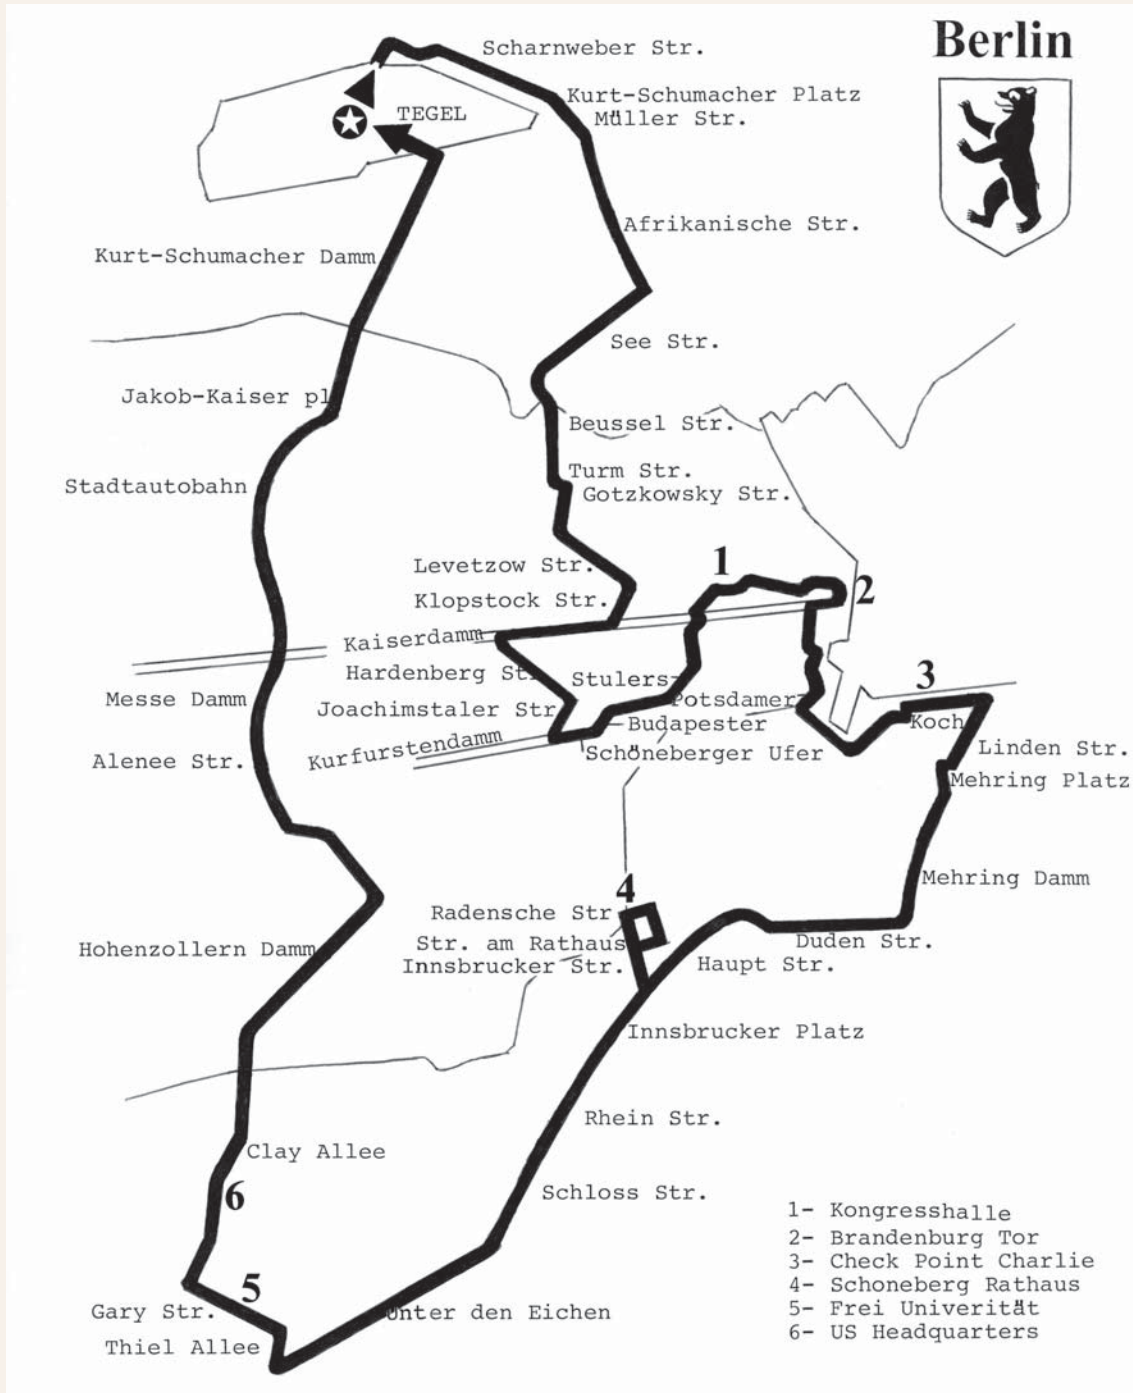 Berlin
Scharnweber Str.
Kurt-Schumacher Platz
Müller Str.
TEGEL
Afrikanische Str.
Kurt-Schumacher Damm
See Str.
Jakob-Kaiser pl
Beussel Str.
Turm Str.
Gotzkowsky Str.
Stadtautobahn
Levetzow Str.
Klopstock Str.
1
2
Kaiserdamm
Hardenberg St
Stulers
3
Messe Damm
Joachimstaler Str
Potsdamer
Budapester
Koch
Kurfurstendamm
Schöneberger Ufer
Linden Str.
Alenee Str.
Mehring Platz
Mehring Damm
4
Radensche Str
Str. am Rathaus
Innsbrucker Str.
Duden Str.
Haupt Str.
Hohenzollern Damm
Innsbrucker Platz
Rhein Str.
Clay Allee
6
Schloss Str.
5
Gary Str.
Unter den Eichen
Thiel Allee
1- Kongresshalle
2- Brandenburg Tor
3- Check Point Charlie
4- Schoneberg Rathaus
5- Frei Univerität
6- US Headquarters